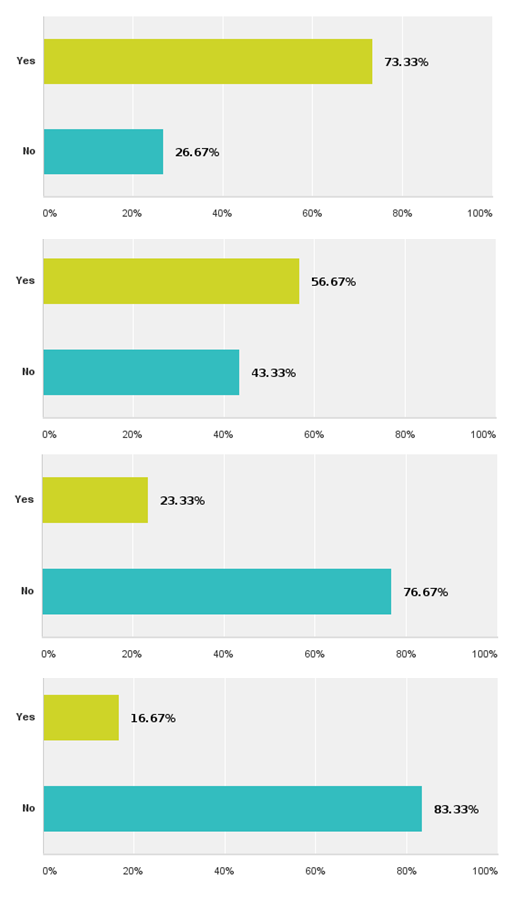 Yes 73.33%
No 26.67%
0% 20% 40% 60% 80% 100%
Yes 56.67%
No 43.33%
0% 20% 40% 60% 80% 100%
Yes 23.33%
No 76.67%
0% 20% 40% 60% 80% 100%
Yes 16.67%
No 83.33%
0% 20% 40% 60% 80% 100%